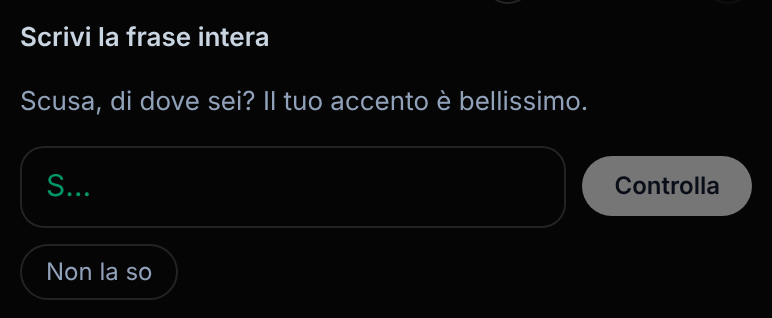 Scrivi la frase intera
Scusa, di dove sei? Il tuo accento è bellissimo.
S...
Controlla
Non la so